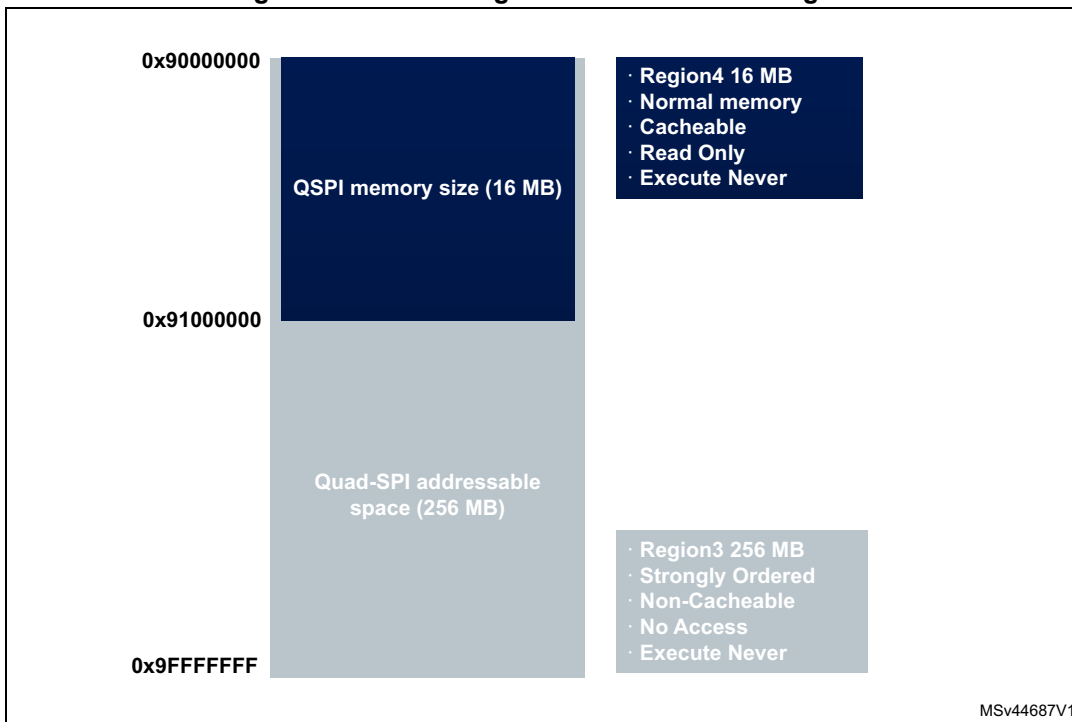 0x90000000
QSPI memory size (16 MB)
· Region4 16 MB
· Normal memory
· Cacheable
· Read Only
· Execute Never
0x91000000
Quad-SPI addressable
space (256 MB)
· Region3 256 MB
· Strongly Ordered
· Non-Cacheable
· No Access
· Execute Never
0x9FFFFFFF
MSv44687V1